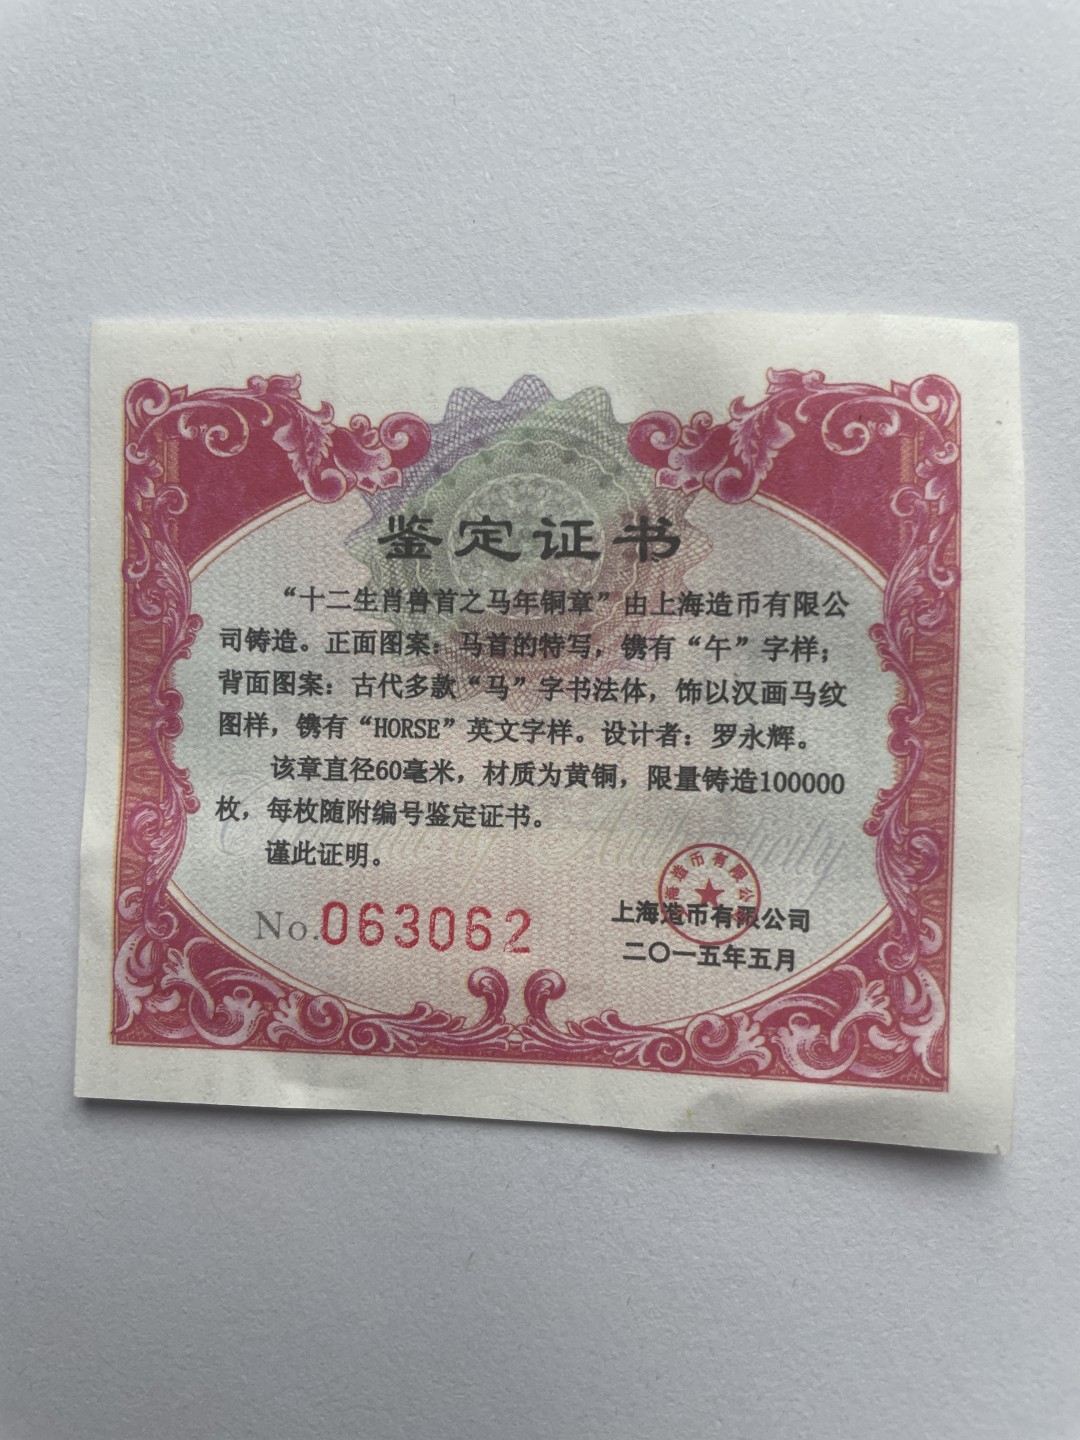 鉴定证书
“十二生肖兽首之马年铜章”由上海造币有限公
司铸造。正面图案：马首的特写，镌有“午”字样；
背面图案：古代多款“马”字书法体，饰以汉画马纹
图样，镌有“HORSE”英文字样。设计者：罗永辉。
该章直径60毫米，材质为黄铜，限量铸造100000
枚，每枚随附编号鉴定证书。
谨此证明。
No.063062
上海造币有限公司
二〇一五年五月